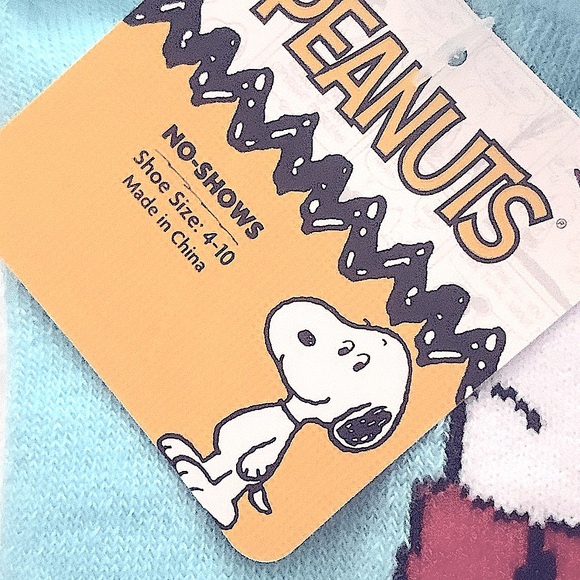 PEANUTS®
NO-SHOWS
Shoe Size: 4-10
Made in China